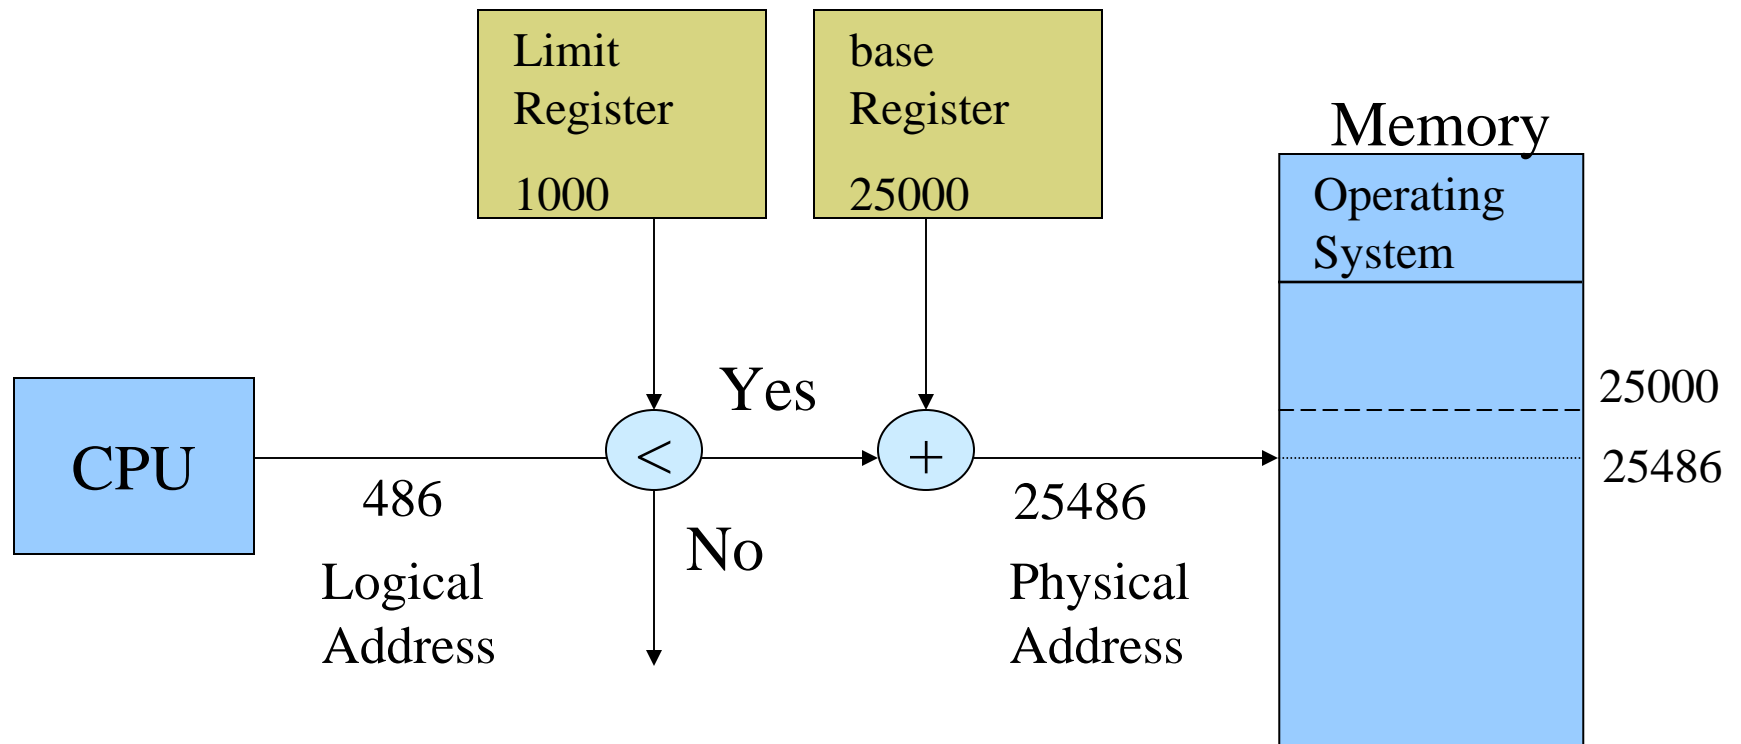 Limit
Register
1000
base
Register
25000
Memory
Operating
System
CPU
486
Logical
Address
<
Yes
No
+
25486
Physical
Address
25000
25486